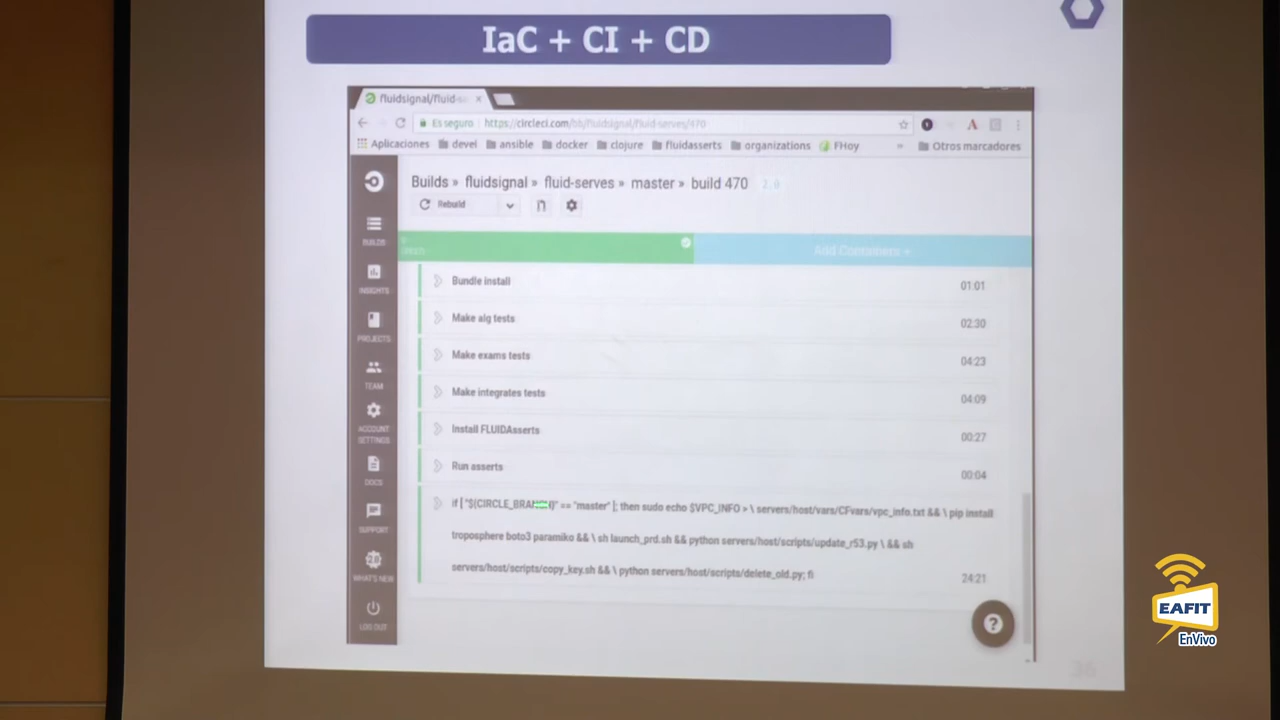 IaC + CI + CD
fluidsignal/fluid-se
Es seguro https://circleci.com/bb/fluidsignal/fluid-serves/470
Aplicaciones devel ansible docker clojure fluidasserts organizations FHoy » Otros marcadores
Builds » fluidsignal » fluid-serves » master » build 470 2.0
Rebuild
Add Containers +
BUILDS
INSIGHTS
PROJECTS
TEAM
ACCOUNT
SETTINGS
DOCS
SUPPORT
WHAT'S NEW
LOG OUT
Bundle install 01:01
Make alg tests 02:30
Make exams tests 04:23
Make integrates tests 04:09
Install FLUIDAsserts 00:27
Run asserts 00:04
if [ "${CIRCLE_BRANCH}" == "master" ]; then sudo echo $VPC_INFO > \ servers/host/vars/CFvars/vpc_info.txt && \ pip install
troposphere boto3 paramiko && \ sh launch_prd.sh && python servers/host/scripts/update_r53.py \ && sh
servers/host/scripts/copy_key.sh && \ python servers/host/scripts/delete_old.py; fi 24:21
?
36
EAFIT
EnVivo